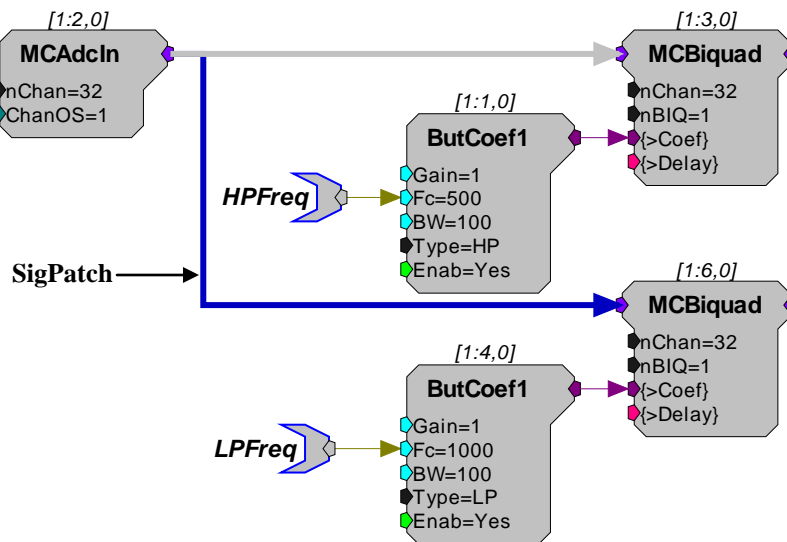 [1:2,0]
MCAdcIn
nChan=32
ChanOS=1
[1:3,0]
MCBiquad
nChan=32
nBIQ=1
{>Coef}
{>Delay}
[1:1,0]
ButCoef1
Gain=1
Fc=500
BW=100
Type=HP
Enab=Yes
HPFreq
SigPatch
[1:6,0]
MCBiquad
nChan=32
nBIQ=1
{>Coef}
{>Delay}
[1:4,0]
ButCoef1
Gain=1
Fc=1000
BW=100
Type=LP
Enab=Yes
LPFreq